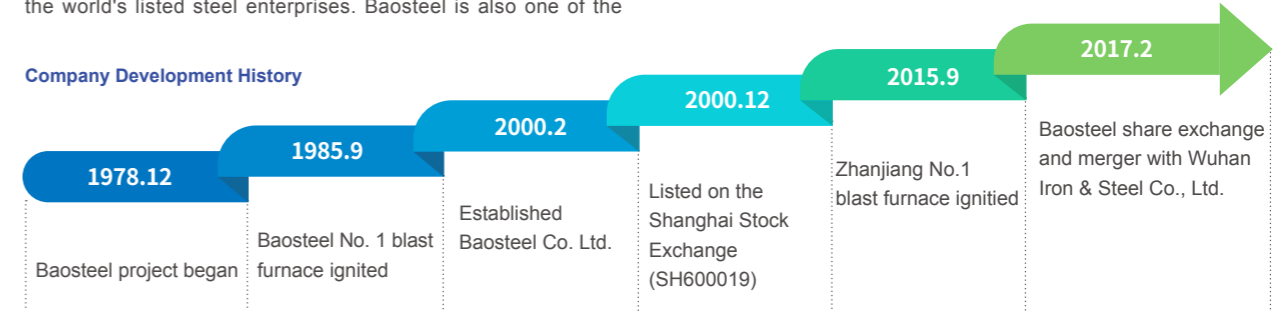 the world's listed steel enterprises. Baosteel is also one of the
Company Development History
1978.12
Baosteel project began
1985.9
Baosteel No. 1 blast
furnace ignited
2000.2
Established
Baosteel Co. Ltd.
2000.12
Listed on the
Shanghai Stock
Exchange
(SH600019)
2015.9
Zhanjiang No.1
blast furnace ignitied
2017.2
Baosteel share exchange
and merger with Wuhan
Iron & Steel Co., Ltd.